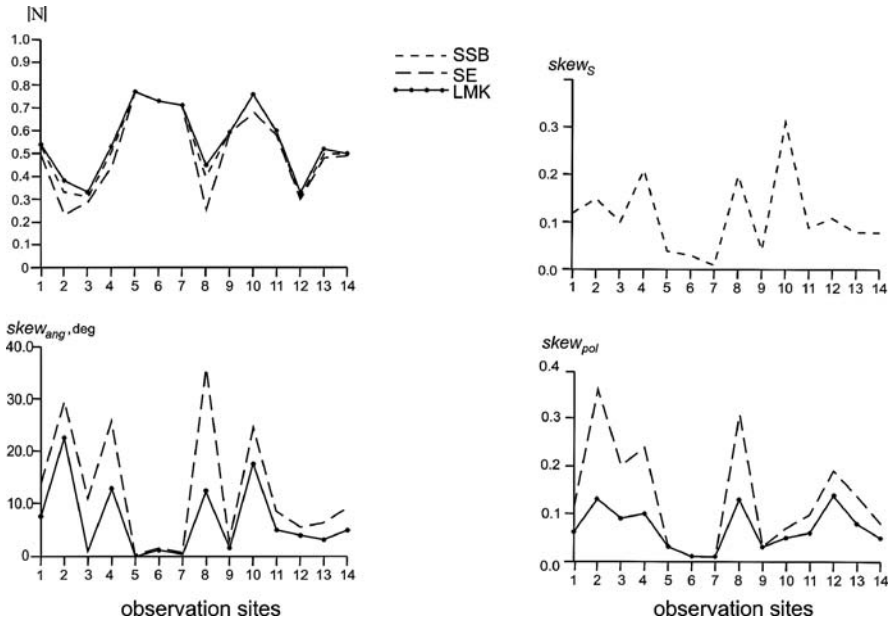 |N|
1.0
0.9
0.8
0.7
0.6
0.5
0.4
0.3
0.2
0.1
0
1 2 3 4 5 6 7 8 9 10 11 12 13 14
SSB
SE
LMK
skew_S
0.3
0.2
0.1
0.0
1 2 3 4 5 6 7 8 9 10 11 12 13 14
skew_ang, deg
40.0
30.0
20.0
10.0
0
1 2 3 4 5 6 7 8 9 10 11 12 13 14
observation sites
skew_pol
0.4
0.3
0.2
0.1
0.0
1 2 3 4 5 6 7 8 9 10 11 12 13 14
observation sites